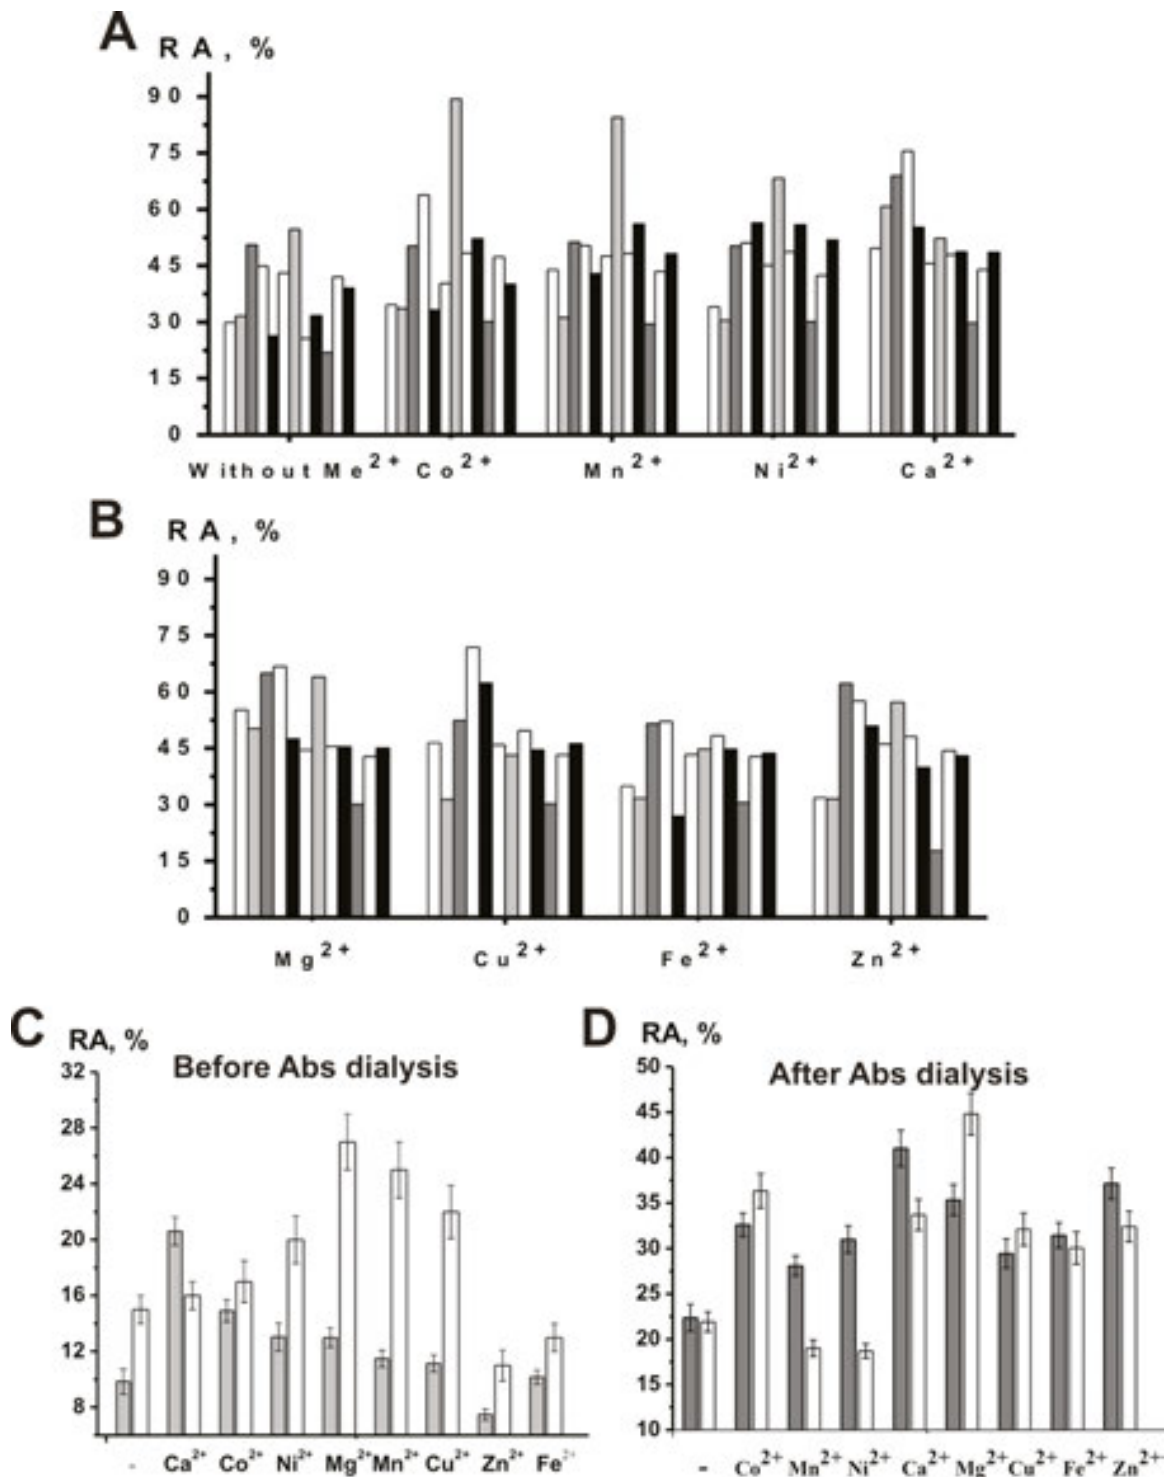 A
RA, %
90
75
60
45
30
15
0
Without Me2+ Co2+ Mn2+ Ni2+ Ca2+
B
RA, %
90
75
60
45
30
15
0
Mg2+ Cu2+ Fe2+ Zn2+
C
RA, %
Before Abs dialysis
32
28
24
20
16
12
8
- Ca2+ Co2+ Ni2+ Mg2+ Mn2+ Cu2+ Zn2+ Fe2+
D
RA, %
After Abs dialysis
50
45
40
35
30
25
20
15
10
- Co2+ Mn2+ Ni2+ Ca2+ Mg2+ Cu2+ Fe2+ Zn2+